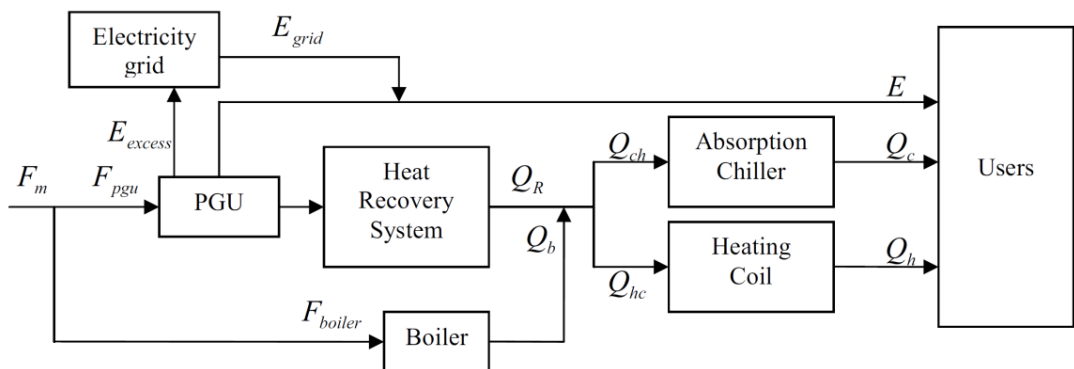 Electricity
grid
E_grid
E
E_excess
F_m
F_pgu
PGU
Heat
Recovery
System
Q_R
Q_b
Q_ch
Absorption
Chiller
Q_c
Q_hc
Heating
Coil
Q_h
Users
F_boiler
Boiler